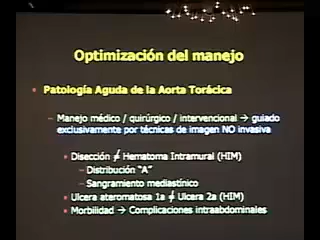 Optimización del manejo
• Patología Aguda de la Aorta Torácica
– Manejo médico / quirúrgico / intervencional → guiado
exclusivamente por técnicas de imagen NO invasiva
• Disección ≠ Hematoma Intramural (HIM)
– Distribución "A"
– Sangramiento mediastínico
• Ulcera ateromatosa 1a ≠ Ulcera 2a (HIM)
• Morbilidad → Complicaciones intraabdominales